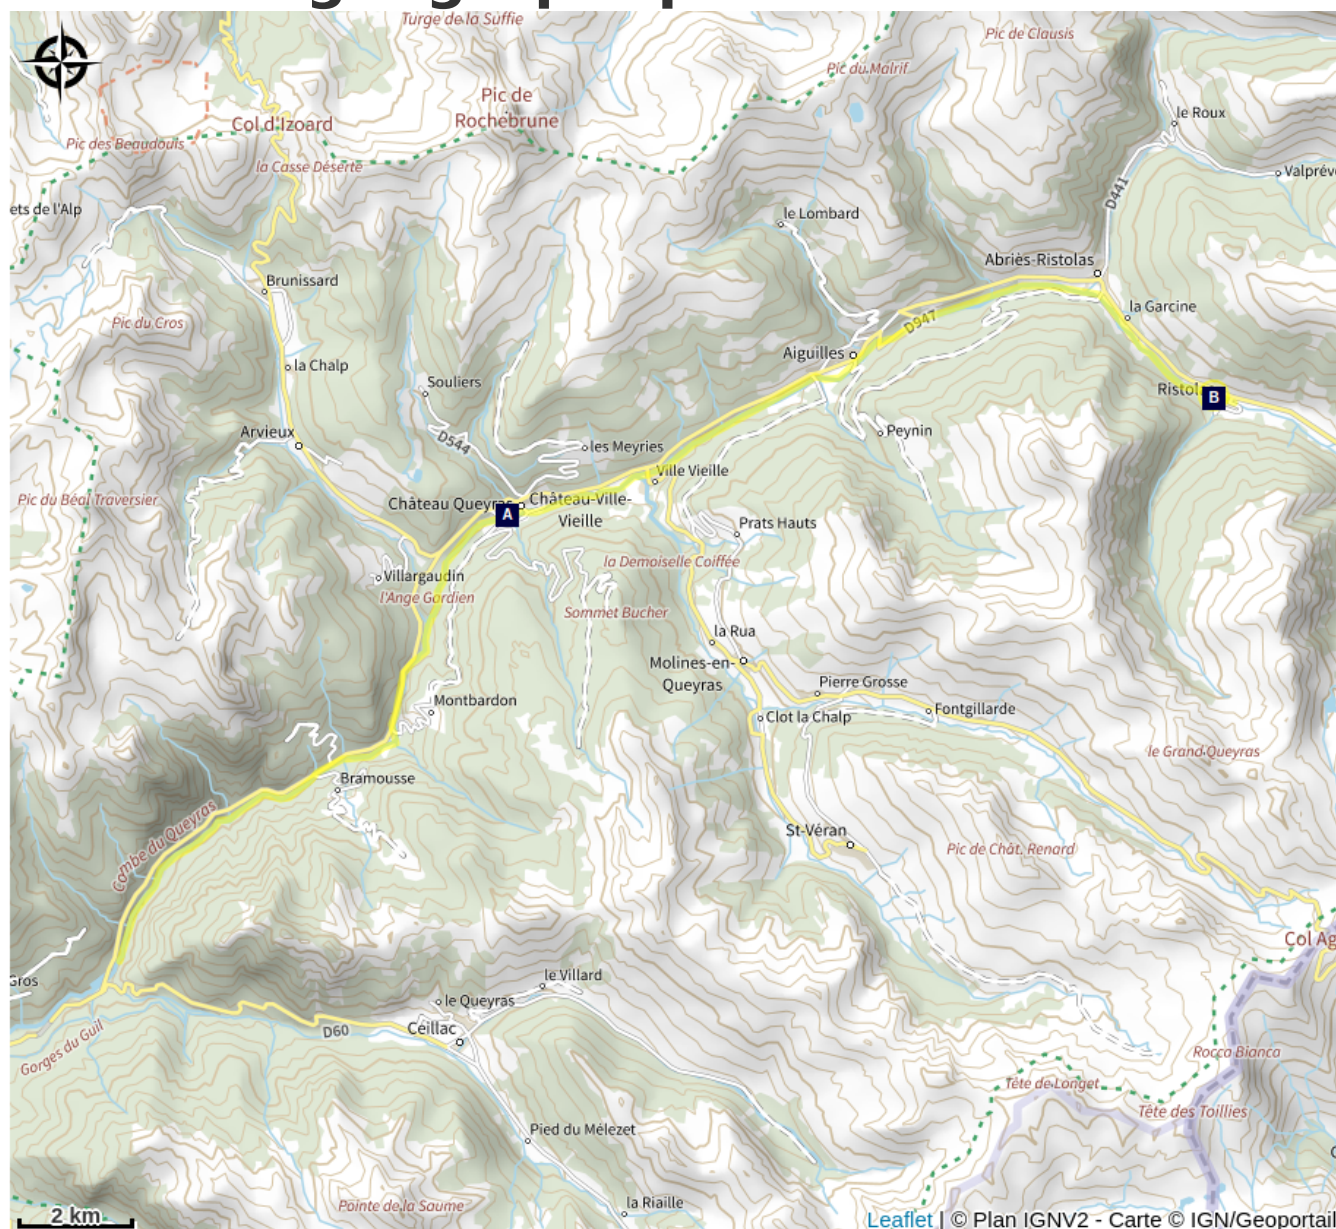 Turge de la Suffie
Pic de Clausis
Pic du Malrif
Pic de
Rochebrune
le Roux
Col d'Izoard
Pic des Beaudouis
la Casse Déserte
Valpréve
D441
ets de l'Alp
le Lombard
Abriès-Ristolas
Brunissard
la Garcine
Pic du Cros
D947
Aiguilles
la Chalp
Souliers
Ristol
B
Arvieux
D544
les Meyries
Peynin
Ville Vieille
Pic du Béal Traversier
Château Queyras
Château-Ville-
Vieille
A
Prats Hauts
la Demoiselle Coiffée
Villargaudin
l'Ange Gardien
Sommet Bucher
la Rua
Molines-en-
Queyras
Pierre Grosse
Montbardon
Fontgillarde
Clot la Chalp
le Grand Queyras
Bramousse
Combe du Queyras
St-Véran
Pic de Chât. Renard
Col Ag
Gros
le Villard
le Queyras
D60
Ceillac
Gorges du Guil
Rocca Bianca
Tête de Longet
Tête des Toillies
Pied du Mélezet
Pointe de la Saume
la Riaille
2 km
Leaflet | © Plan IGNV2 - Carte © IGN/Geoportail